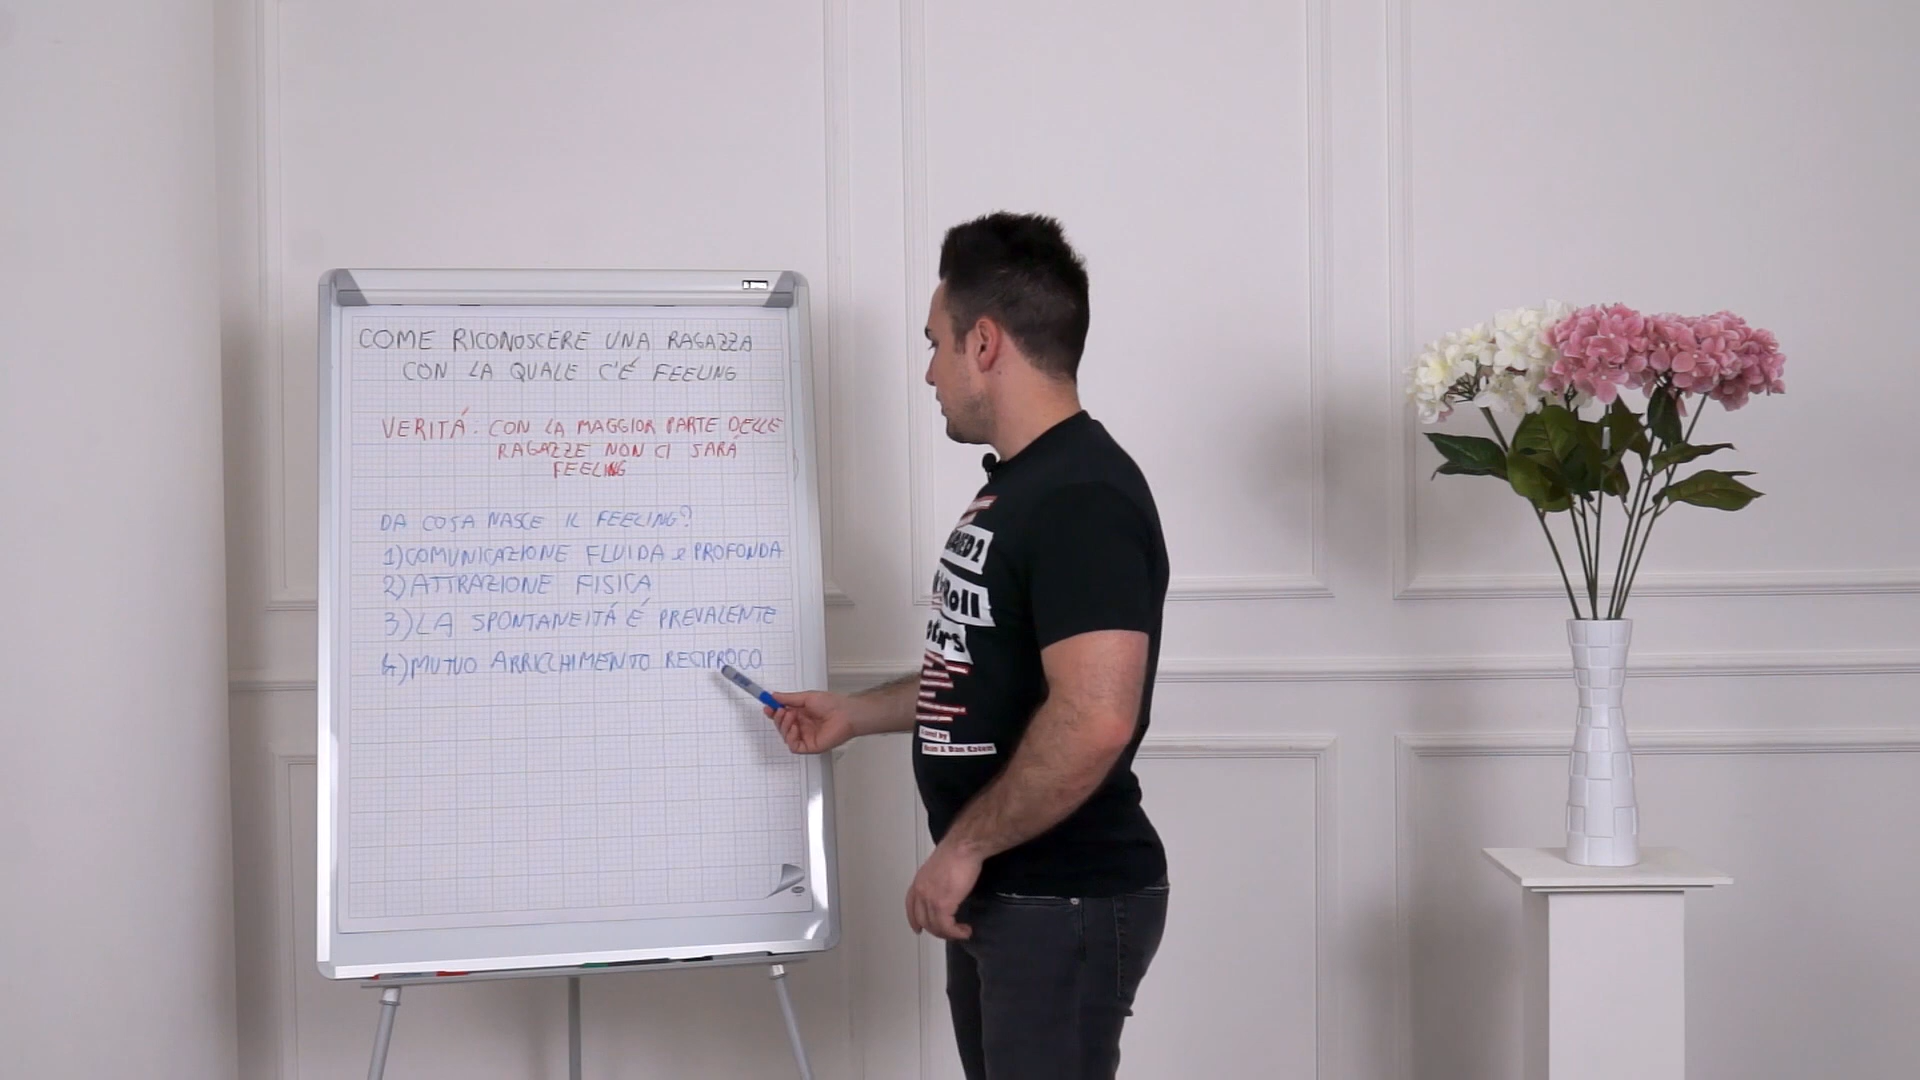 COME RICONOSCERE UNA RAGAZZA
CON LA QUALE C'É FEELING
VERITÁ: CON LA MAGGIOR PARTE DELLE
RAGAZZE NON CI SARÁ
FEELING
DA COSA NASCE IL FEELING?
1) COMUNICAZIONE FLUIDA e PROFONDA
2) ATTRAZIONE FISICA
3) LA SPONTANEITÁ É PREVALENTE
4) MUTUO ARRICCHIMENTO RECIPROCO
Roll